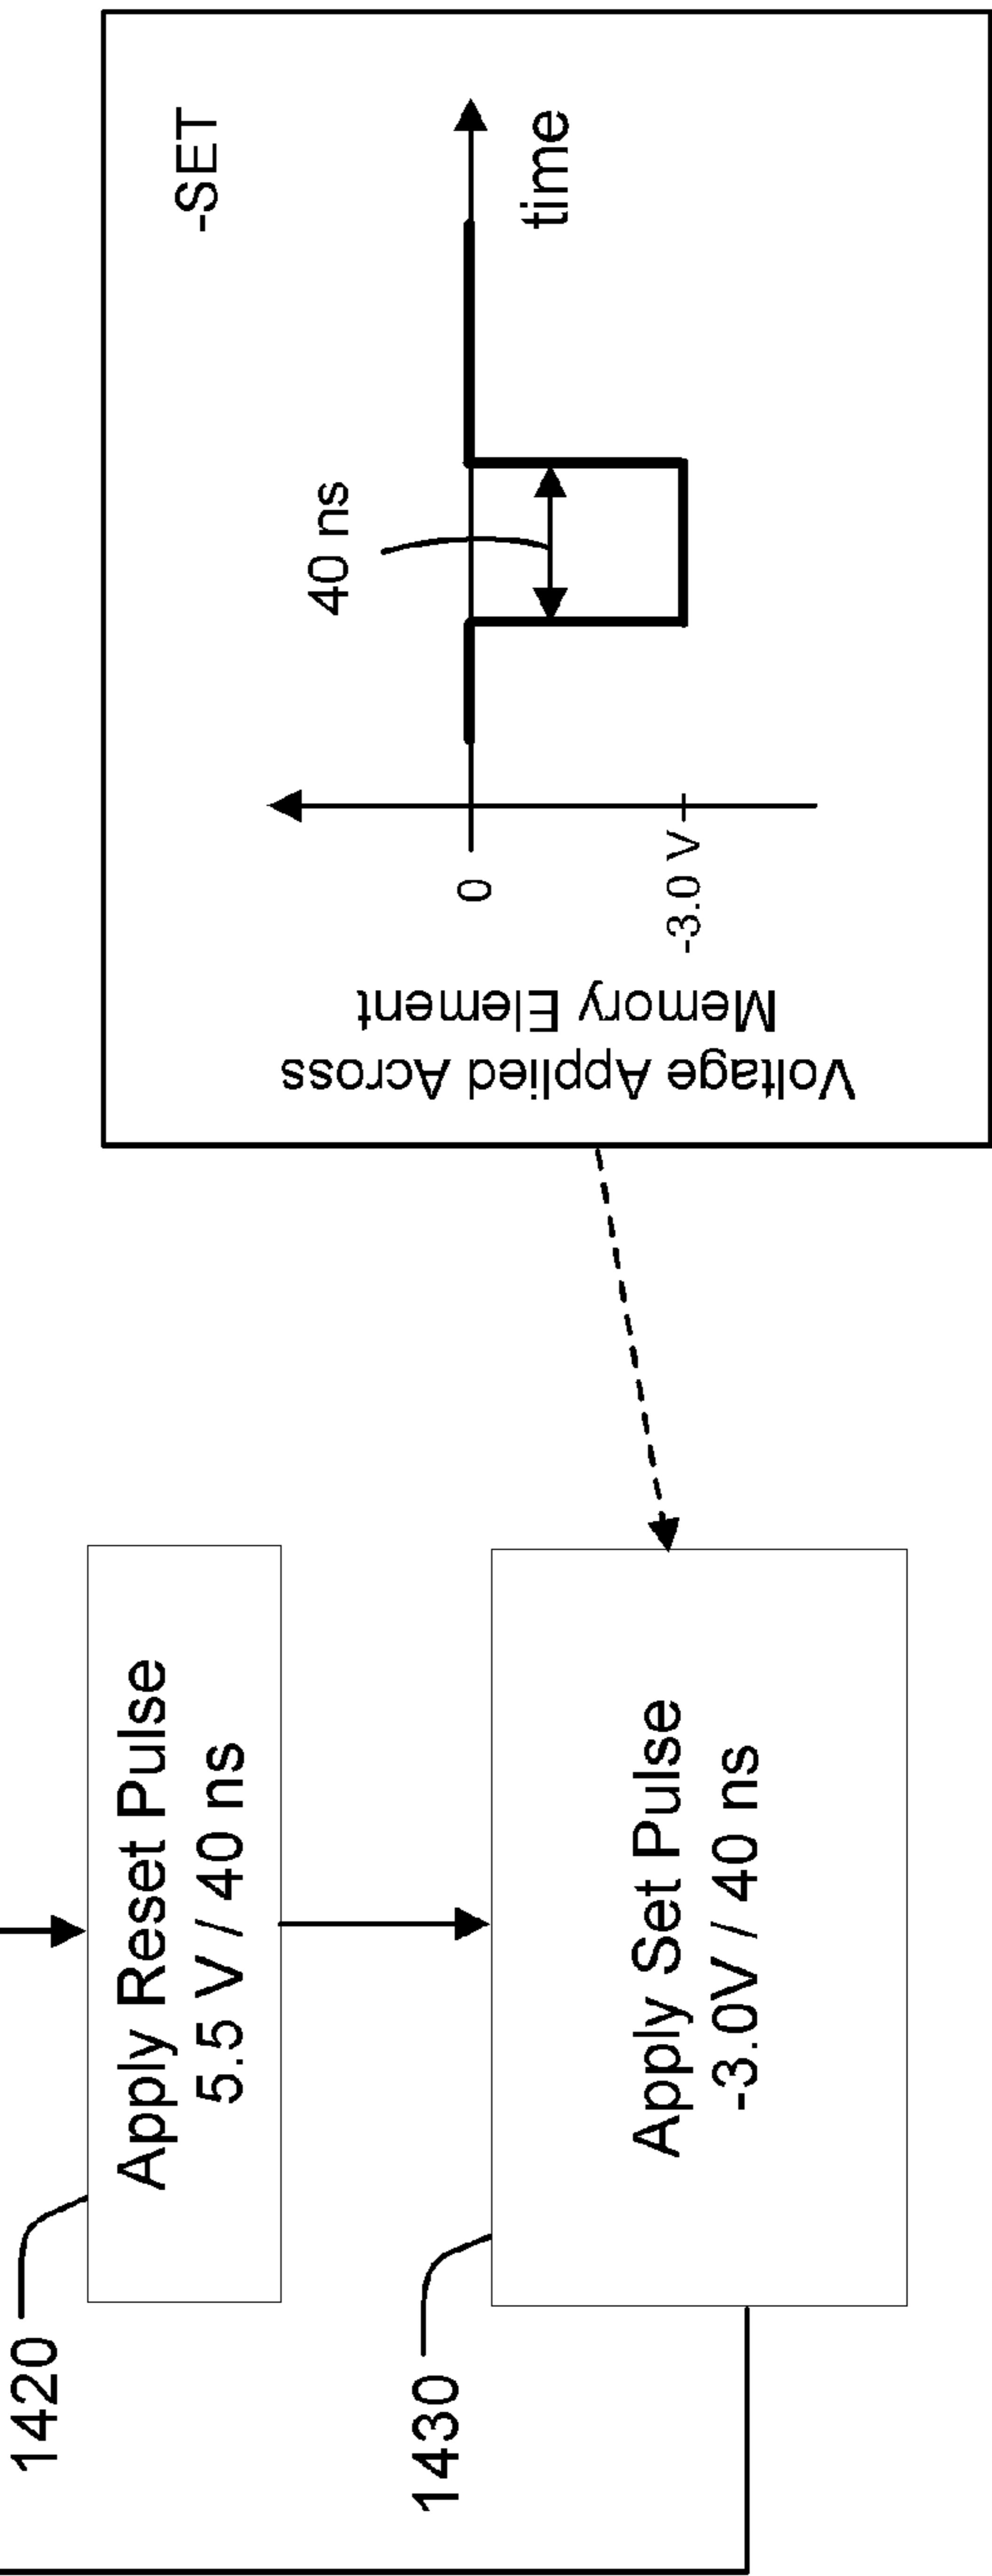 1420
Apply Reset Pulse
5.5 V / 40 ns
1430
Apply Set Pulse
-3.0V / 40 ns
-SET
40 ns
time
0
-3.0 V
Voltage Applied Across
Memory Element